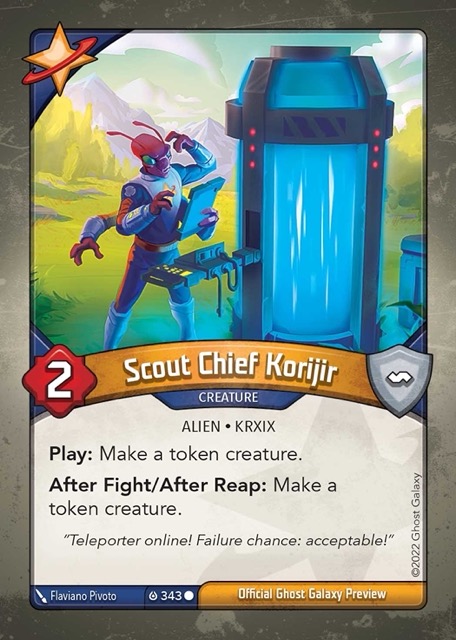 2
Scout Chief Korijir
CREATURE
ALIEN • KRXIX
Play: Make a token creature.
After Fight/After Reap: Make a
token creature.
"Teleporter online! Failure chance: acceptable!"
©2022 Ghost Galaxy
Flaviano Pivoto
343
Official Ghost Galaxy Preview